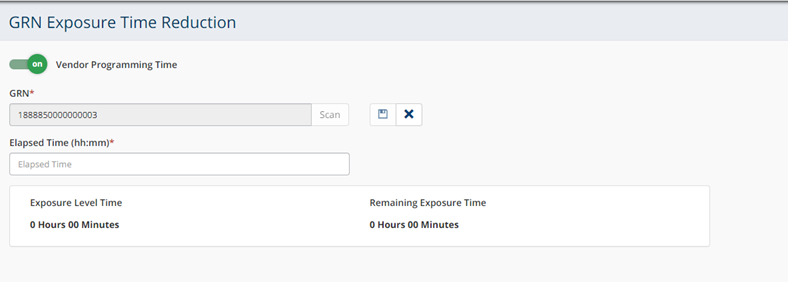 GRN Exposure Time Reduction
on Vendor Programming Time
GRN*
1888850000000003 Scan
Elapsed Time (hh:mm)*
Elapsed Time
Exposure Level Time Remaining Exposure Time
0 Hours 00 Minutes 0 Hours 00 Minutes